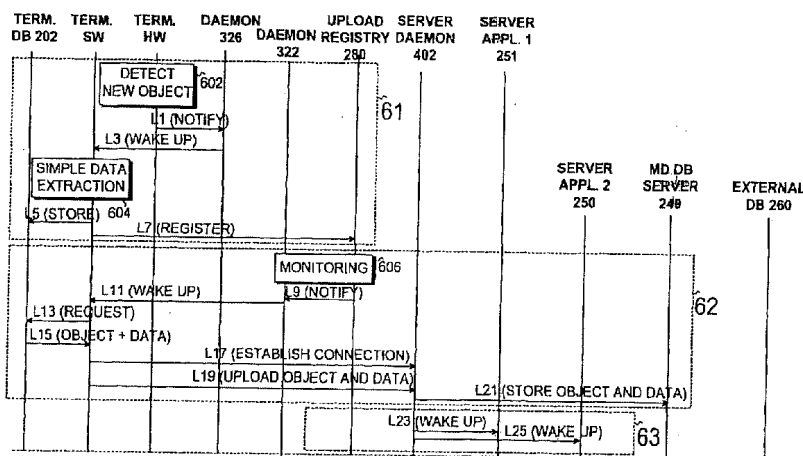 TERM. DB 202
TERM. SW
TERM. HW
DAEMON 326
DAEMON 322
UPLOAD REGISTRY 280
SERVER DAEMON 402
SERVER APPL. 1 251
DETECT NEW OBJECT
602
61
L1 (NOTIFY)
L3 (WAKE UP)
SIMPLE DATA EXTRACTION
604
L5 (STORE)
L7 (REGISTER)
SERVER APPL. 2 250
MD DB SERVER 249
EXTERNAL DB 260
MONITORING
606
L9 (NOTIFY)
L11 (WAKE UP)
62
L13 (REQUEST)
L15 (OBJECT + DATA)
L17 (ESTABLISH CONNECTION)
L19 (UPLOAD OBJECT AND DATA)
L21 (STORE OBJECT AND DATA)
L23 (WAKE UP)
L25 (WAKE UP)
63